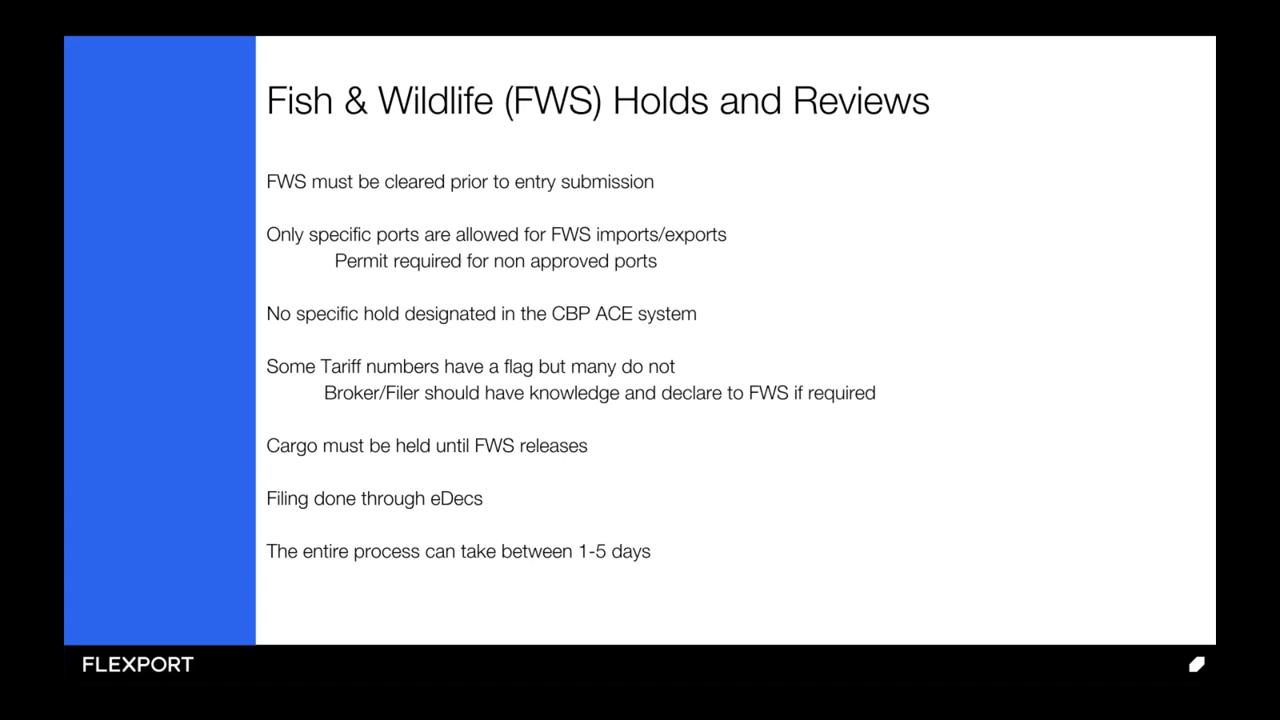 Fish & Wildlife (FWS) Holds and Reviews
FWS must be cleared prior to entry submission
Only specific ports are allowed for FWS imports/exports
Permit required for non approved ports
No specific hold designated in the CBP ACE system
Some Tariff numbers have a flag but many do not
Broker/Filer should have knowledge and declare to FWS if required
Cargo must be held until FWS releases
Filing done through eDecs
The entire process can take between 1-5 days
FLEXPORT